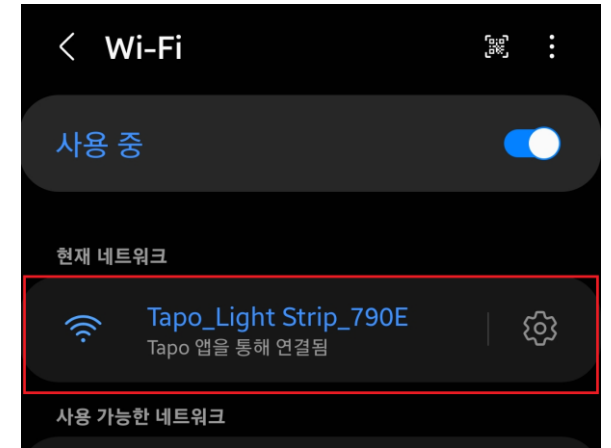 Wi-Fi
사용 중
현재 네트워크
Tapo_Light Strip_790E
Tapo 앱을 통해 연결됨
사용 가능한 네트워크